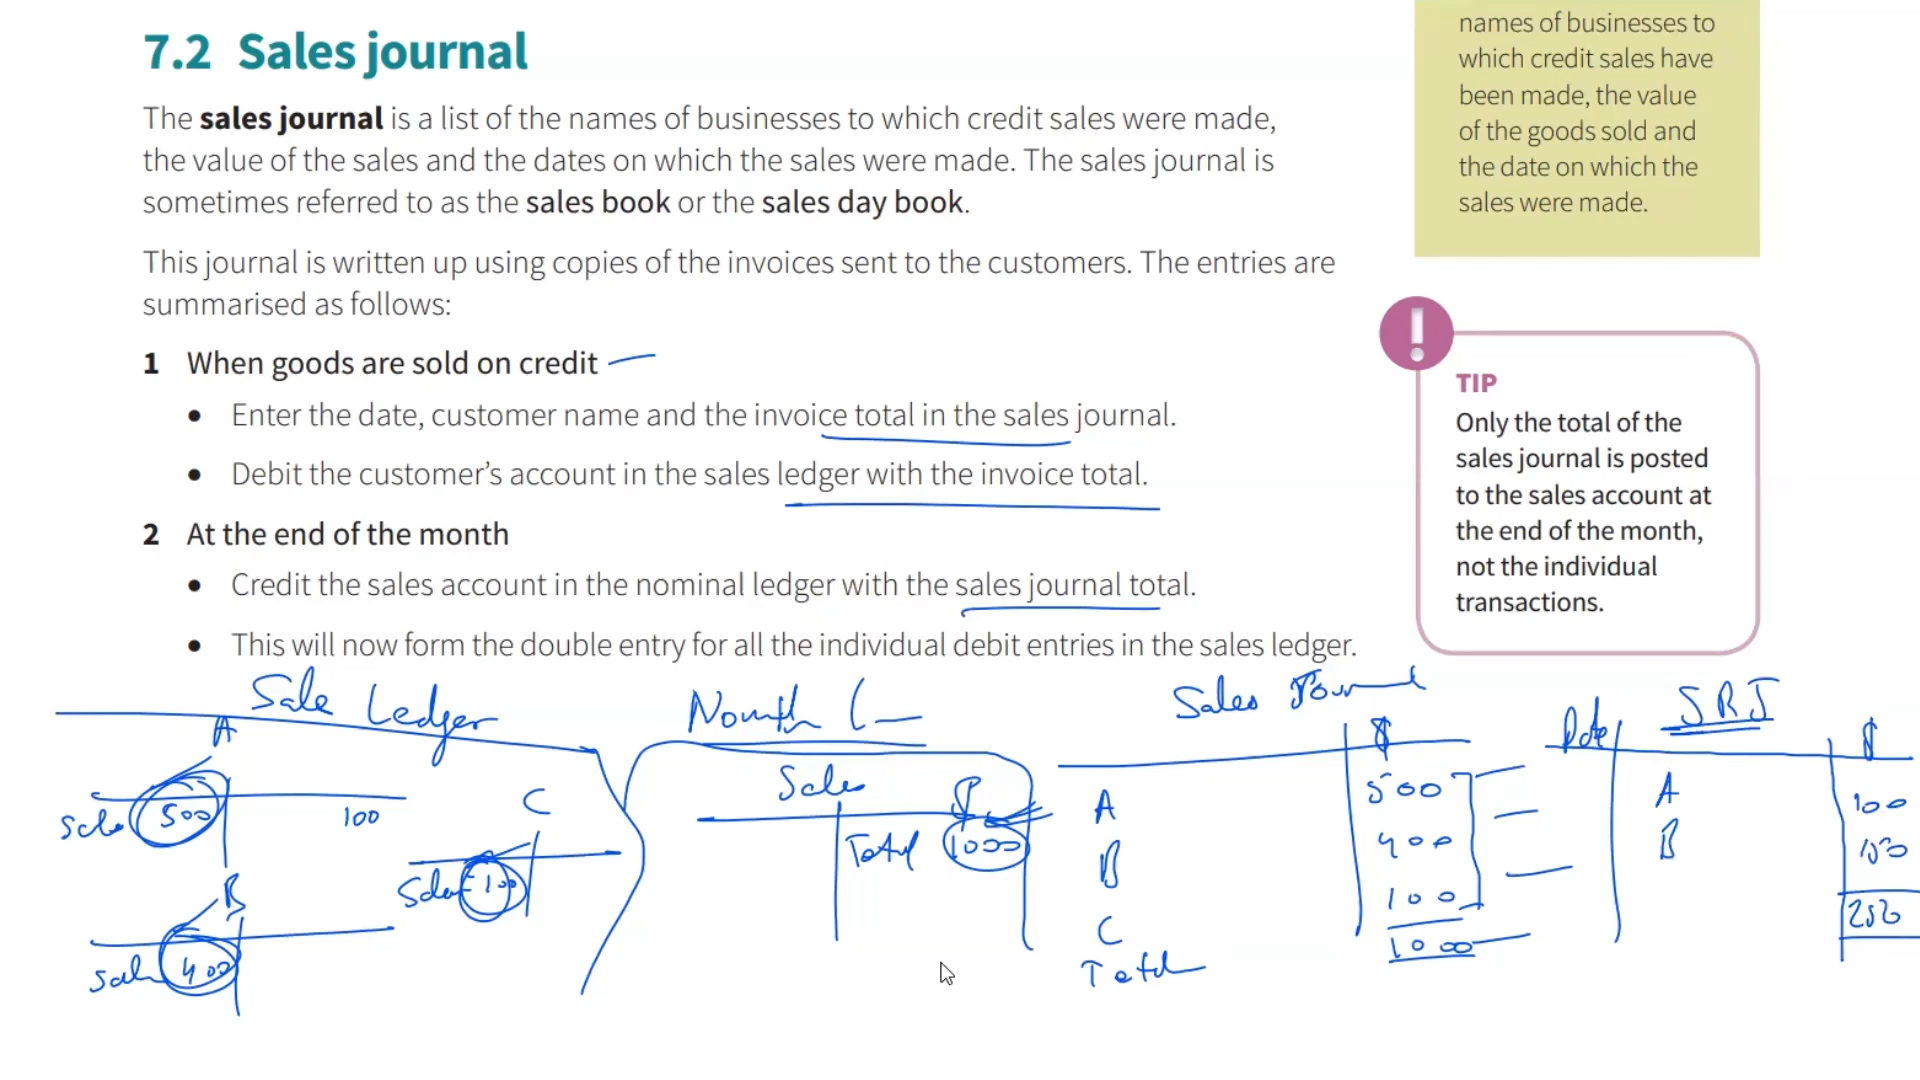 7.2 Sales journal
The sales journal is a list of the names of businesses to which credit sales were made,
the value of the sales and the dates on which the sales were made. The sales journal is
sometimes referred to as the sales book or the sales day book.
This journal is written up using copies of the invoices sent to the customers. The entries are
summarised as follows:
1 When goods are sold on credit
• Enter the date, customer name and the invoice total in the sales journal.
• Debit the customer’s account in the sales ledger with the invoice total.
2 At the end of the month
• Credit the sales account in the nominal ledger with the sales journal total.
• This will now form the double entry for all the individual debit entries in the sales ledger.
names of businesses to
which credit sales have
been made, the value
of the goods sold and
the date on which the
sales were made.
TIP
Only the total of the
sales journal is posted
to the sales account at
the end of the month,
not the individual
transactions.
Sale Ledger
A
500 100
C
100
B
400
Sales
$
Total 1000
Sales Journal
$
A 500
B 400
C 100
Total 1000
Date SRJ $
A 100
B 150
250